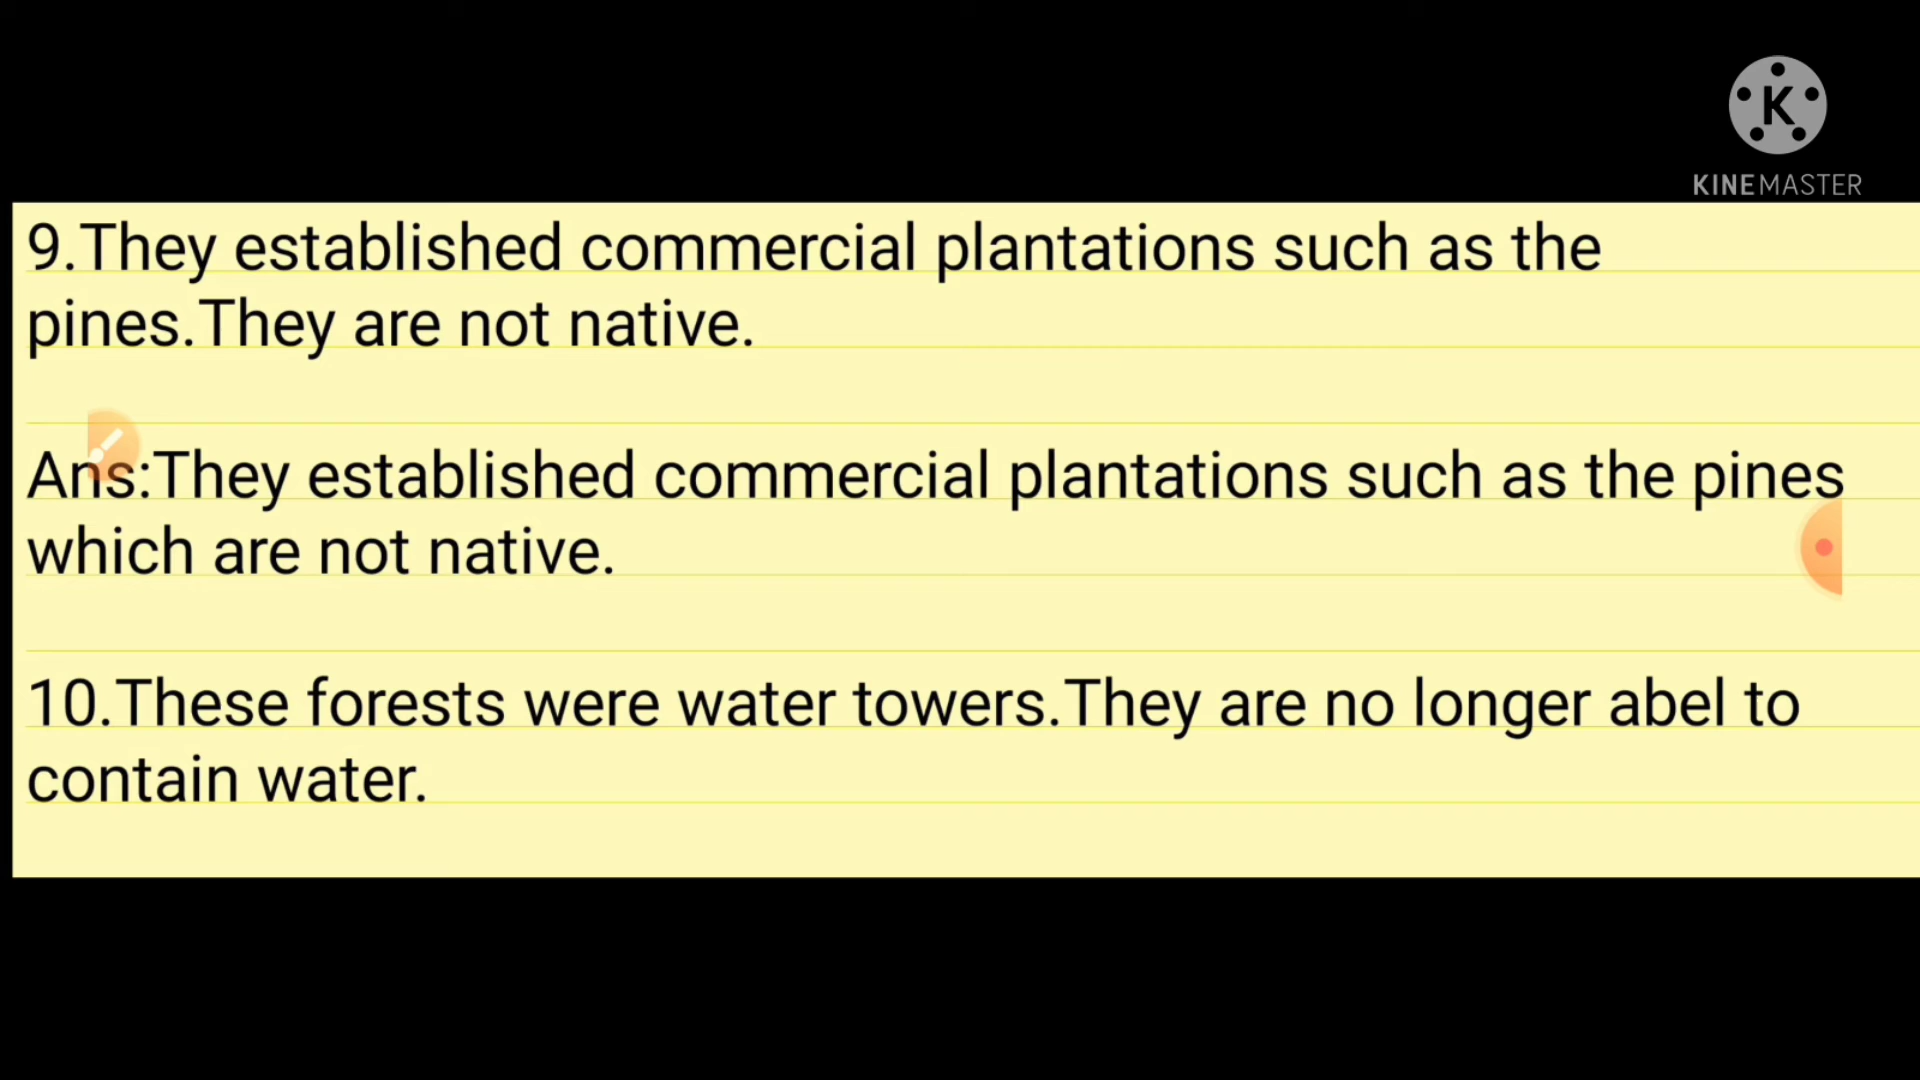 K
KINEMASTER
9.They established commercial plantations such as the
pines.They are not native.
Ans:They established commercial plantations such as the pines
which are not native.
10.These forests were water towers.They are no longer abel to
contain water.